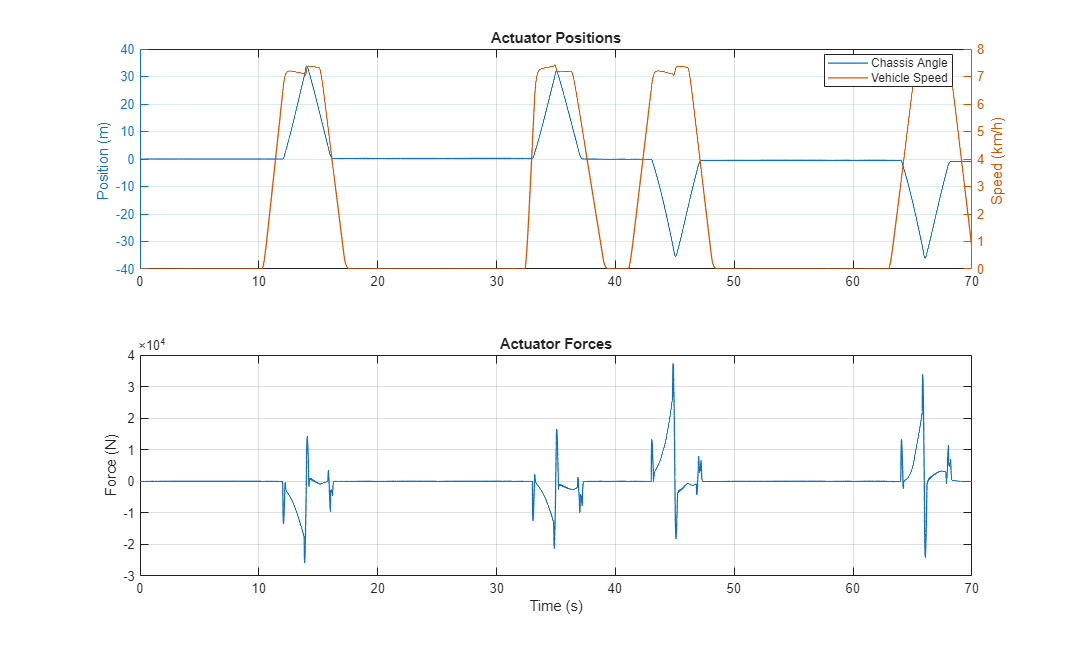 Actuator Positions
40
30
20
10
0
-10
-20
-30
-40
Position (m)
8
7
6
5
4
3
2
1
0
Speed (km/h)
Chassis Angle
Vehicle Speed
0 10 20 30 40 50 60 70
Actuator Forces
×10⁴
4
3
2
1
0
-1
-2
-3
Force (N)
0 10 20 30 40 50 60 70
Time (s)